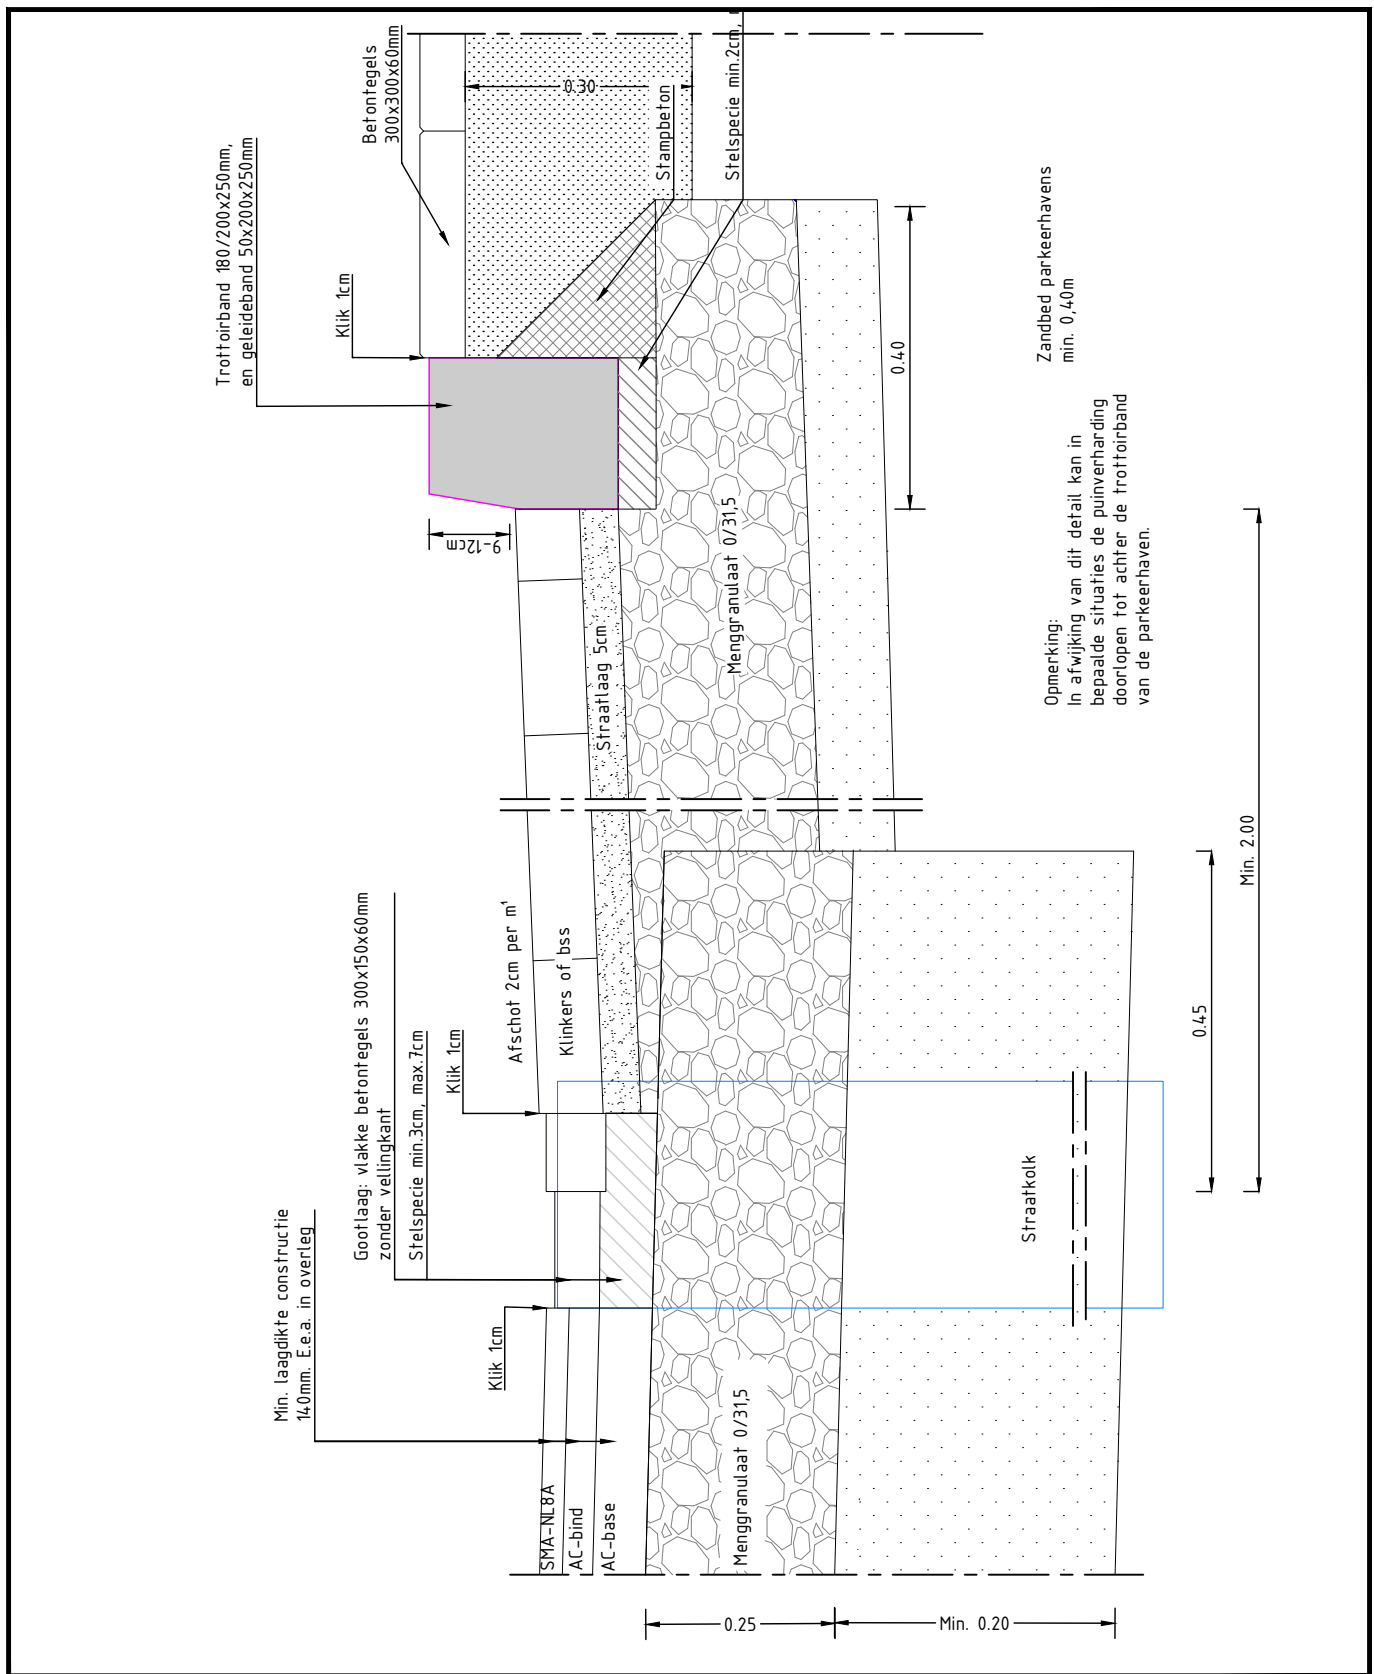 Trottoirband 180/200x250mm,
en geleideband 50x200x250mm
Betontegels
300x300x60mm
Klik 1cm
0.30
Stampbeton
Stelspecie min.2cm,
9-12cm
Min. laagdikte constructie
140mm. E.e.a. in overleg
Gootlaag: vlakke betontegels 300x150x60mm
zonder vellingkant
Stelspecie min.3cm, max.7cm
Klik 1cm
Klik 1cm
Afschot 2cm per m¹
Klinkers of bss
Straatlaag 5cm
SMA-NL8A
AC-bind
AC-base
Menggranulaat 0/31,5
Menggranulaat 0/31,5
0.40
Straatkolk
0.25
Min. 0.20
0.45
Min. 2.00
Zandbed parkeerhavens
min. 0,40m
Opmerking:
In afwijking van dit detail kan in
bepaalde situaties de puinverharding
doorlopen tot achter de trottoirband
van de parkeerhaven.